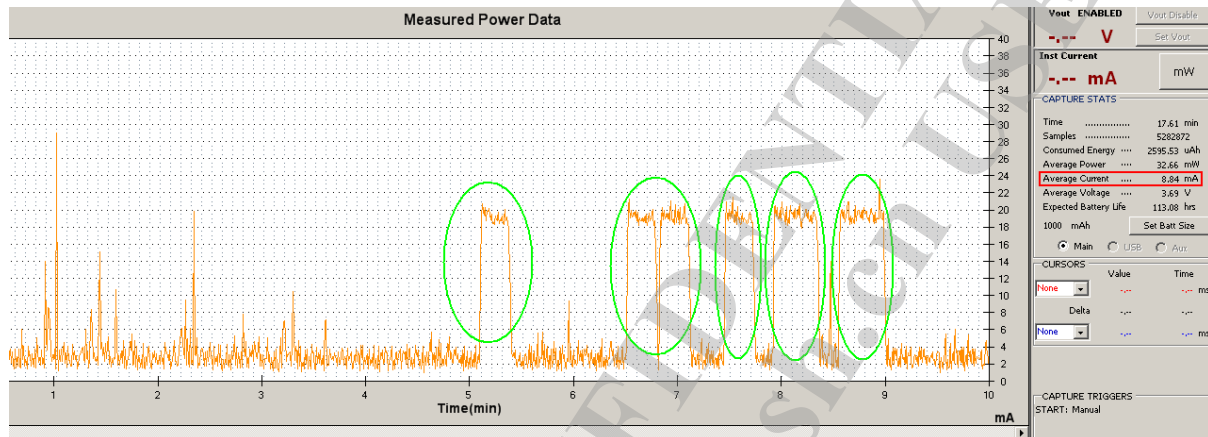 Measured Power Data
40
38
36
34
32
30
28
26
24
22
20
18
16
14
12
10
8
6
4
2
0
1 2 3 4 5 6 7 8 9 10
Time(min)
mA
Vout ENABLED
Vout Disable
-.-- V
Set Vout
Inst Current
-.-- mA
mW
CAPTURE STATS
Time ................ 17.61 min
Samples ................ 5282872
Consumed Energy .... 2595.53 uAh
Average Power .... 32.66 mW
Average Current .... 8.84 mA
Average Voltage .... 3.69 V
Expected Battery Life 113.08 hrs
1000 mAh
Set Batt Size
Main USB Aux
CURSORS
Value Time
None -.-- -.-- ms
Delta -.-- -.--
None -.-- -.-- ms
CAPTURE TRIGGERS
START: Manual